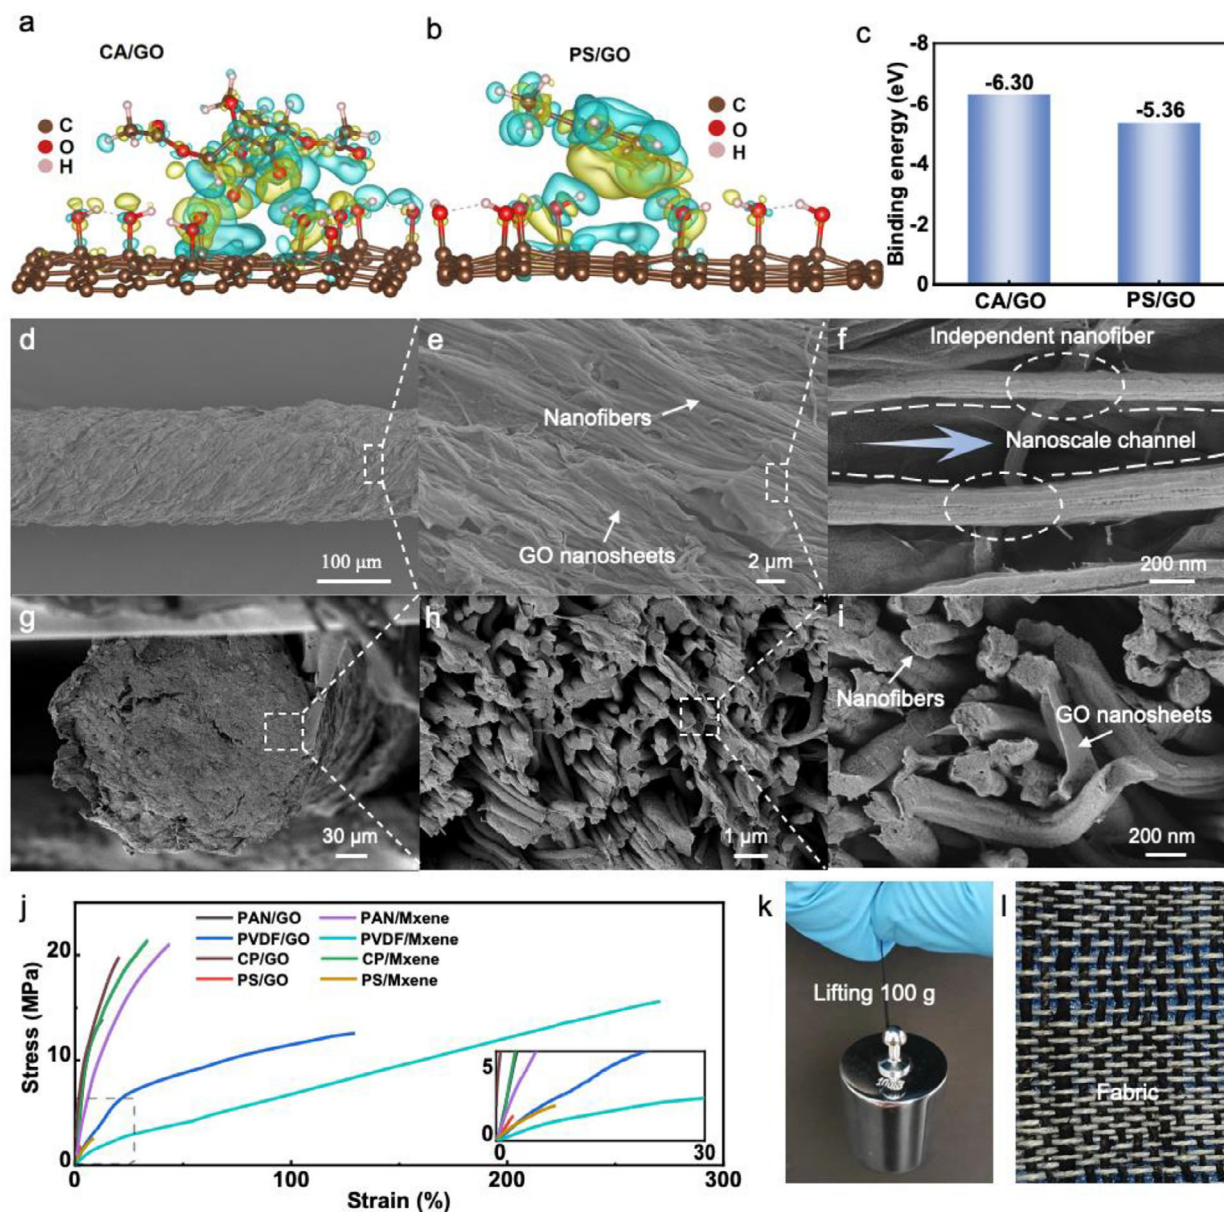 a
CA/GO
C
O
H
b
PS/GO
C
O
H
c
Binding energy (eV)
-8
-6
-4
-2
0
-6.30
-5.36
CA/GO
PS/GO
d
100 μm
e
Nanofibers
GO nanosheets
2 μm
f
Independent nanofiber
Nanoscale channel
200 nm
g
30 μm
h
1 μm
i
Nanofibers
GO nanosheets
200 nm
j
Stress (MPa)
20
10
0
PAN/GO
PAN/Mxene
PVDF/GO
PVDF/Mxene
CP/GO
CP/Mxene
PS/GO
PS/Mxene
5
0
0
30
0
100
200
300
Strain (%)
k
Lifting 100 g
l
Fabric